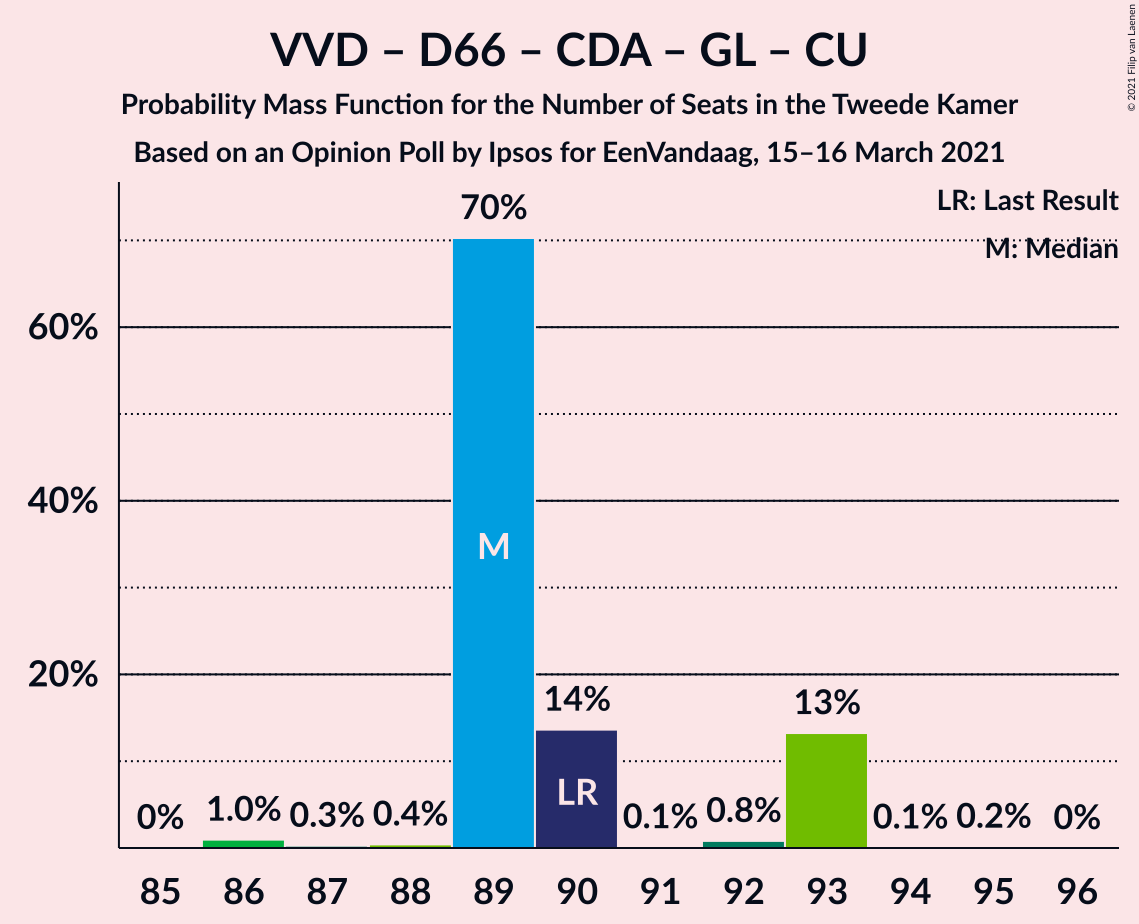 VVD – D66 – CDA – GL – CU
Probability Mass Function for the Number of Seats in the Tweede Kamer
Based on an Opinion Poll by Ipsos for EenVandaag, 15–16 March 2021
© 2021 Filip van Laenen
LR: Last Result
M: Median
60%
40%
20%
0%
1.0%
0.3%
0.4%
70%
M
14%
LR
0.1%
0.8%
13%
0.1%
0.2%
0%
85 86 87 88 89 90 91 92 93 94 95 96